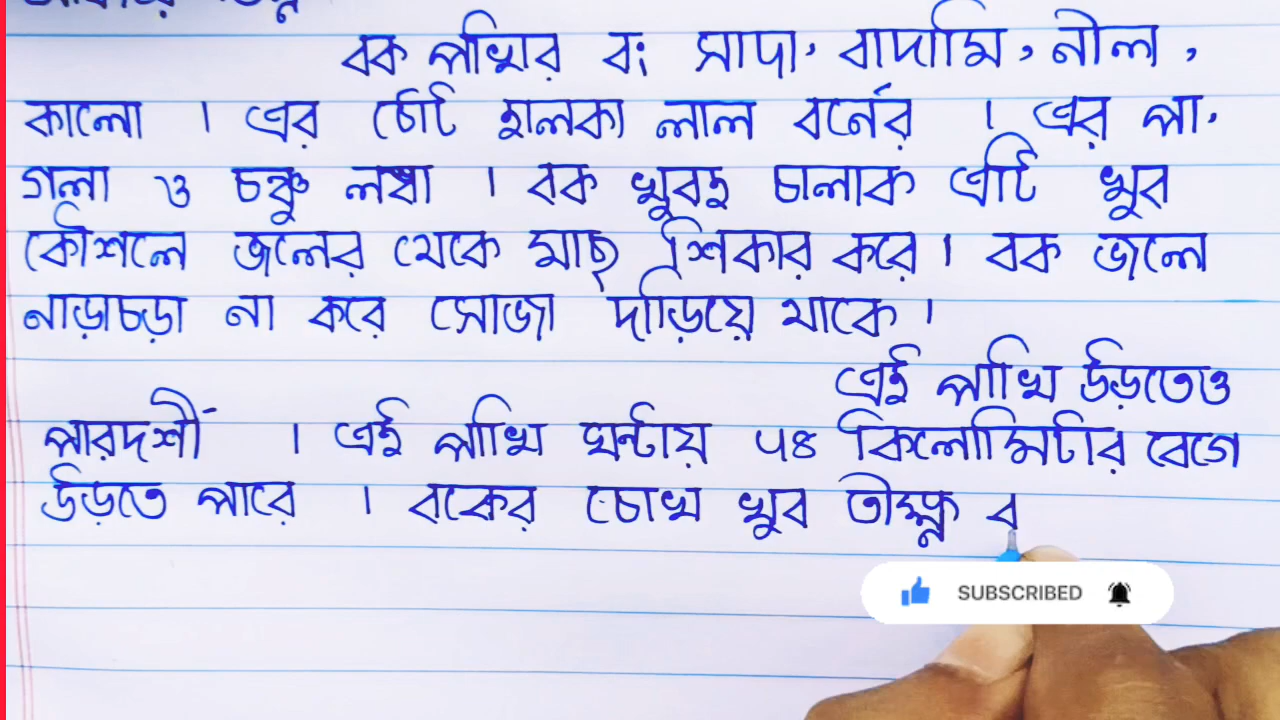 বক পাখির রং সাদা, বাদামি, নীল,
কালো । এর ঠোঁট হালকা লাল বর্নের । এর পা,
গলা ও চঞ্চু লম্বা । বক খুবই চালাক এটি খুব
কৌশলে জলের থেকে মাছ শিকার করে । বক জলে
নাড়াচড়া না করে সোজা দাঁড়িয়ে থাকে ।
এই পাখি উড়তেও
পারদর্শী । এই পাখি ঘন্টায় ৫৪ কিলোমিটার বেগে
উড়তে পারে । বকের চোখ খুব তীক্ষ্ণ ব
SUBSCRIBED